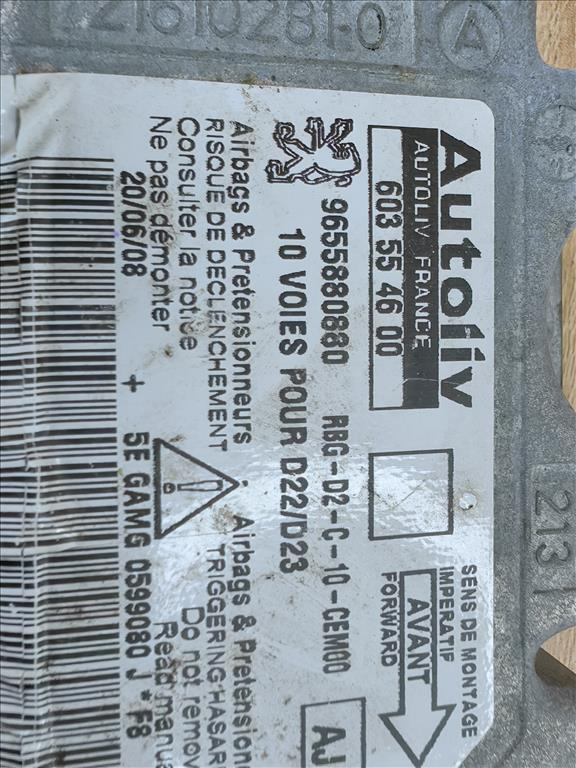 21610281-0 A
Autoliv
AUTOLIV FRANCE
603 55 46 00
SENS DE MONTAGE
IMPERATIF
AVANT
FORWARD
9655880880 RBG-D2-C-10-CEM00
10 VOIES POUR D22/D23
AJ
Airbags & Pretensionneurs
RISQUE DE DECLENCHEMENT
Consulter la notice
Ne pas démonter
Airbags & Pretensione
TRIGGERING HASAR
Do not remov
Read manua
20/06/08 + 5E GAMG 0599080 J * F8
213